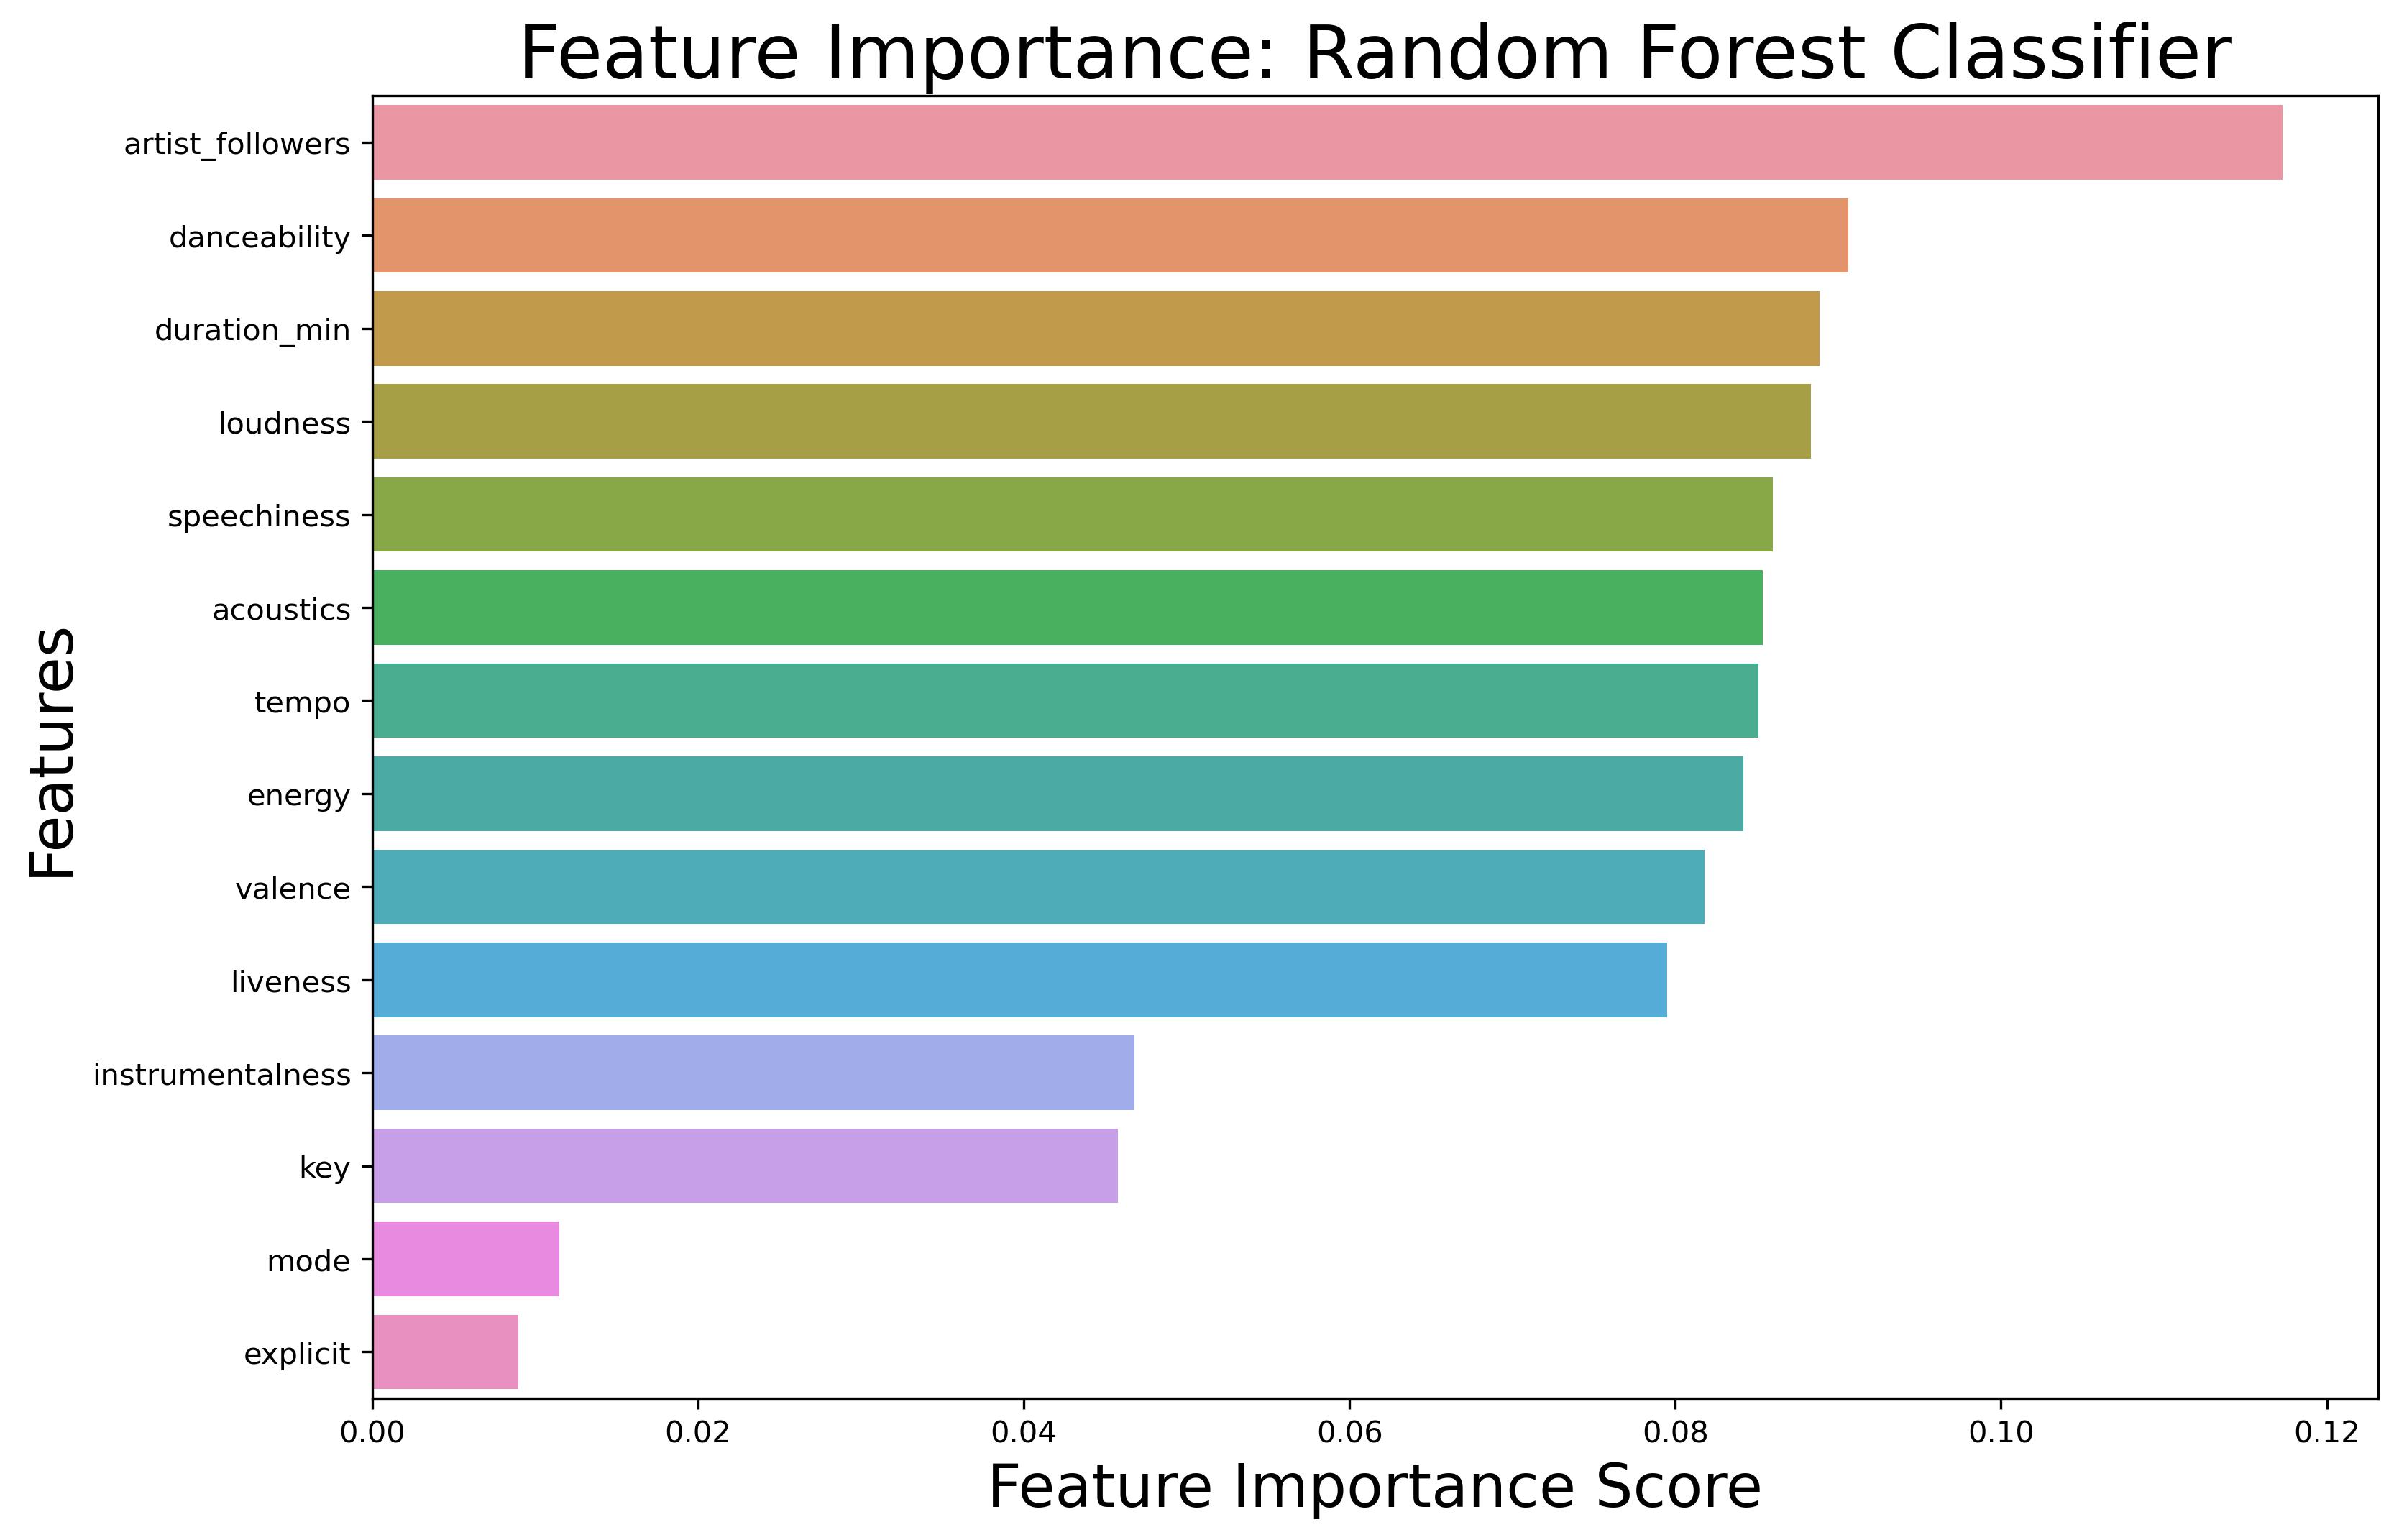 Feature Importance: Random Forest Classifier
artist_followers
danceability
duration_min
loudness
speechiness
acoustics
tempo
energy
valence
liveness
instrumentalness
key
mode
explicit
Features
0.00 0.02 0.04 0.06 0.08 0.10 0.12
Feature Importance Score